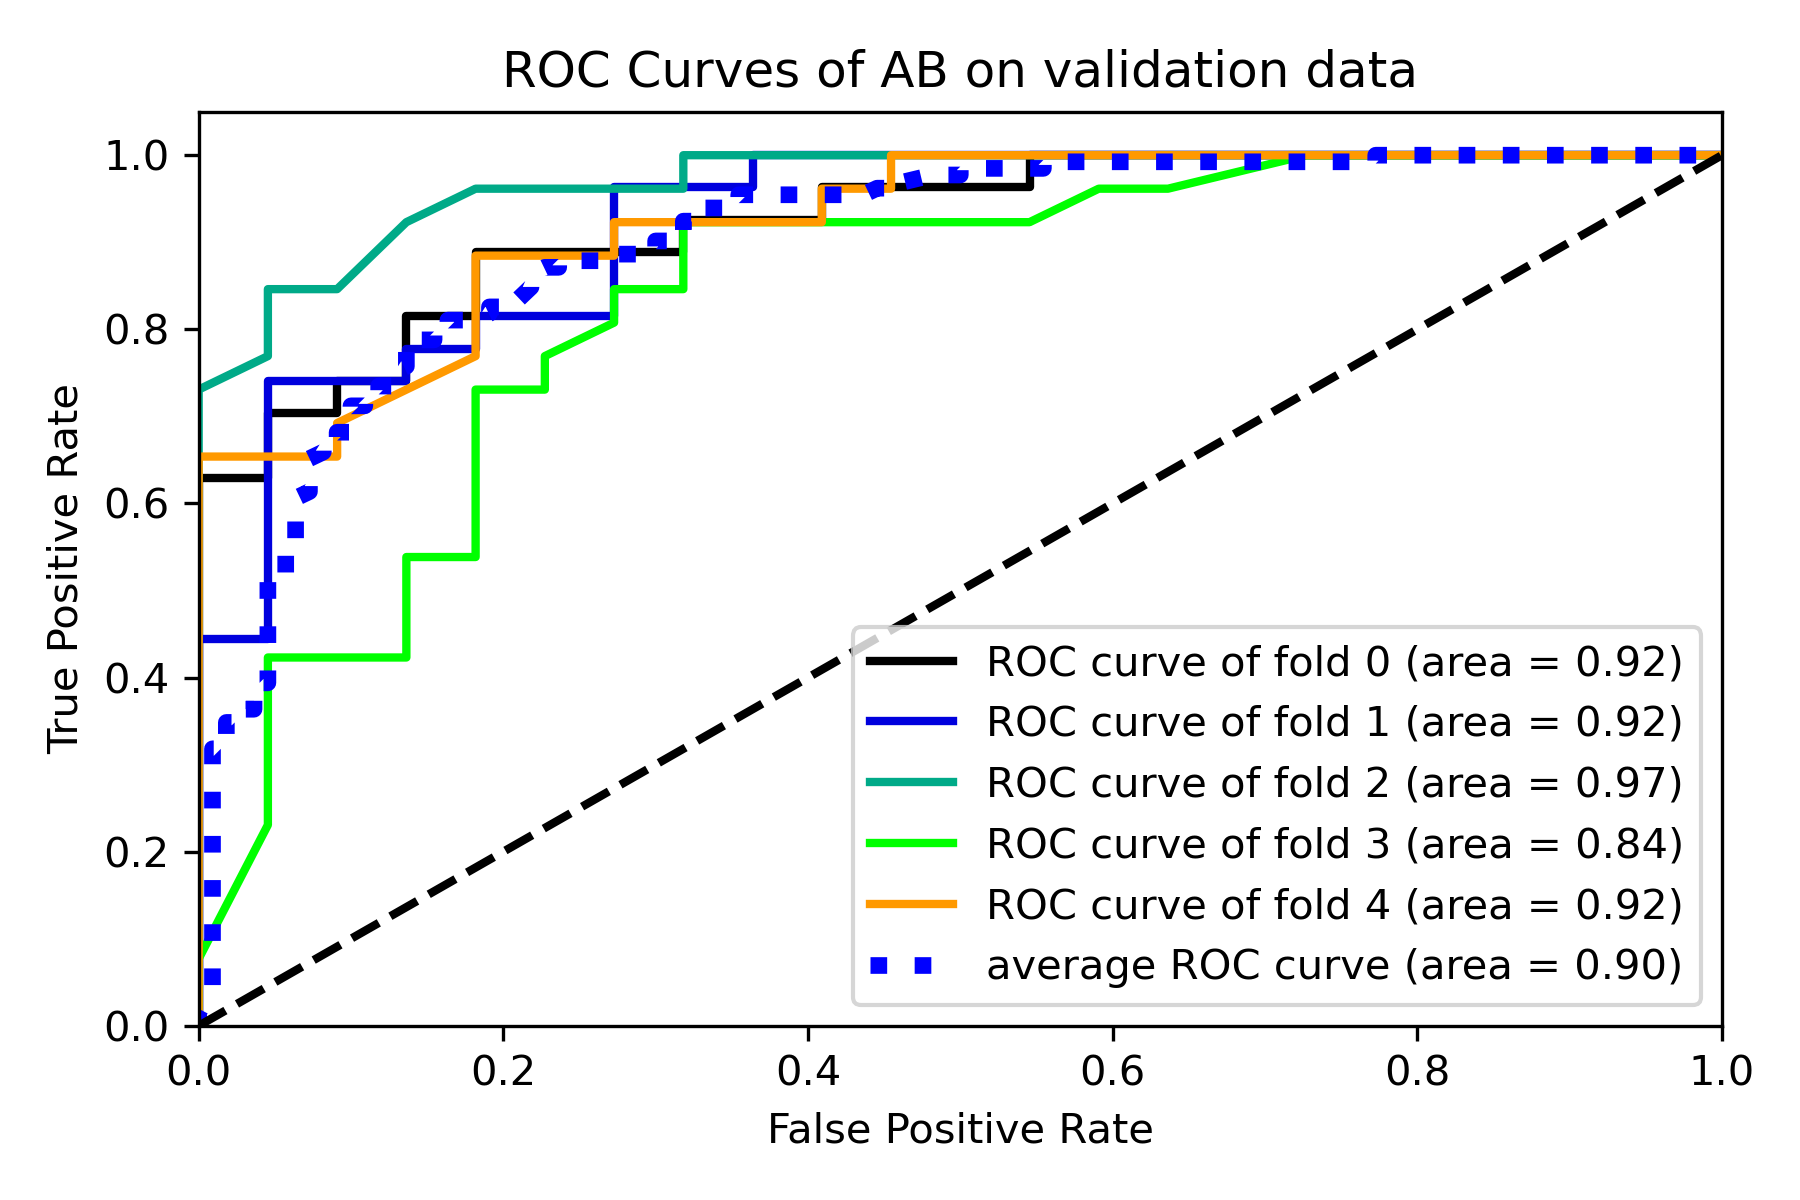 ROC Curves of AB on validation data
True Positive Rate
1.0
0.8
0.6
0.4
0.2
0.0
ROC curve of fold 0 (area = 0.92)
ROC curve of fold 1 (area = 0.92)
ROC curve of fold 2 (area = 0.97)
ROC curve of fold 3 (area = 0.84)
ROC curve of fold 4 (area = 0.92)
average ROC curve (area = 0.90)
0.0 0.2 0.4 0.6 0.8 1.0
False Positive Rate